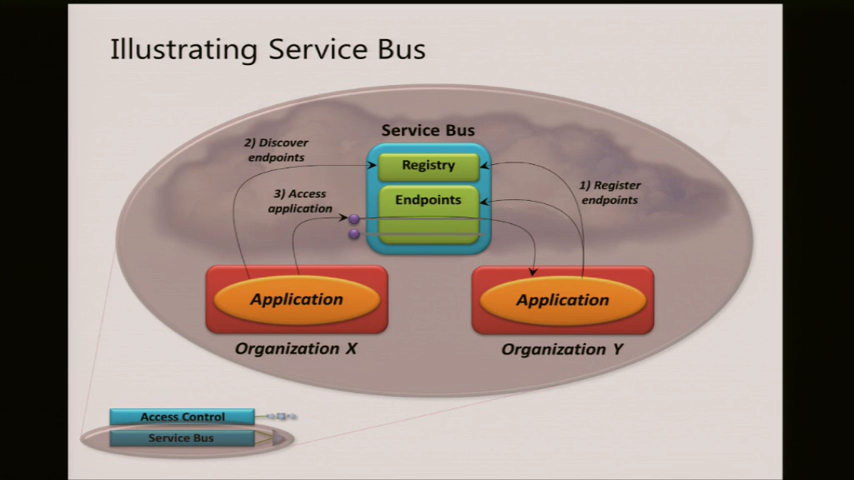 Illustrating Service Bus
Service Bus
2) Discover
endpoints
Registry
1) Register
endpoints
3) Access
application
Endpoints
Application
Application
Organization X
Organization Y
Access Control
Service Bus